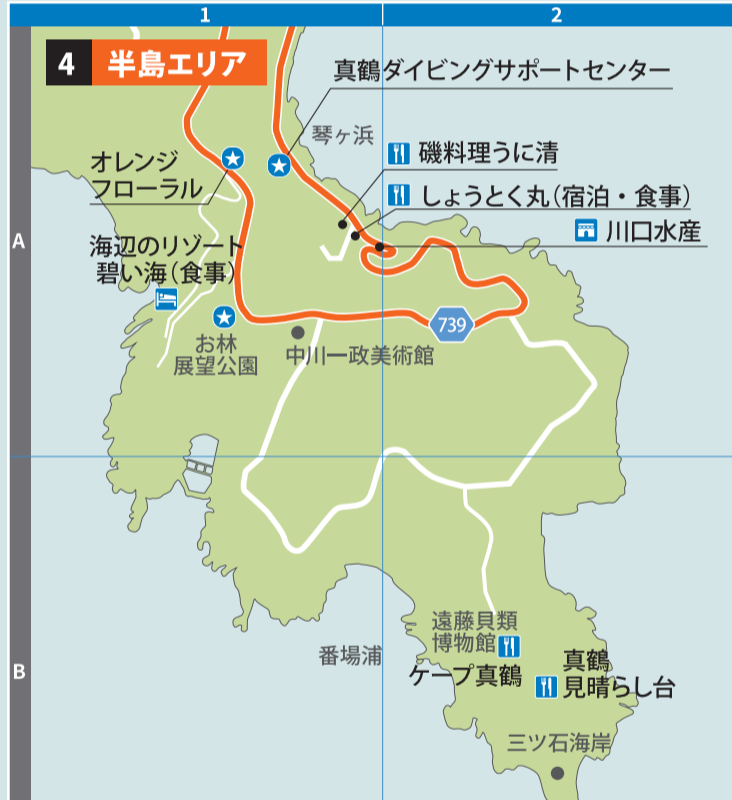 1
2
4 半島エリア
真鶴ダイビングサポートセンター
琴ヶ浜
磯料理うに清
オレンジ
フローラル
しょうとく丸(宿泊・食事)
川口水産
A
海辺のリゾート
碧い海(食事)
739
お林
展望公園
中川一政美術館
遠藤貝類
博物館
番場浦
ケープ真鶴
真鶴
見晴らし台
B
三ツ石海岸